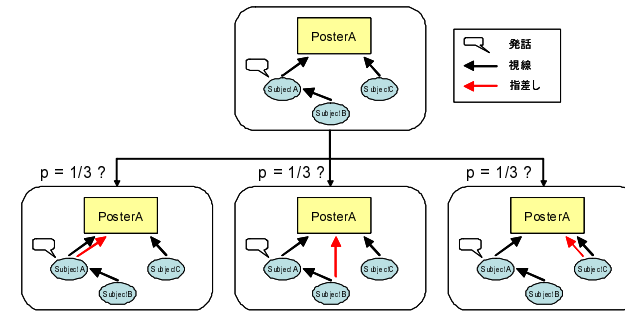 PosterA
SubjectA
SubjectC
SubjectB
発話
視線
指差し
p = 1/3 ?
p = 1/3 ?
p = 1/3 ?
PosterA
SubjectA
SubjectC
SubjectB
PosterA
SubjectA
SubjectC
SubjectB
PosterA
SubjectA
SubjectC
SubjectB